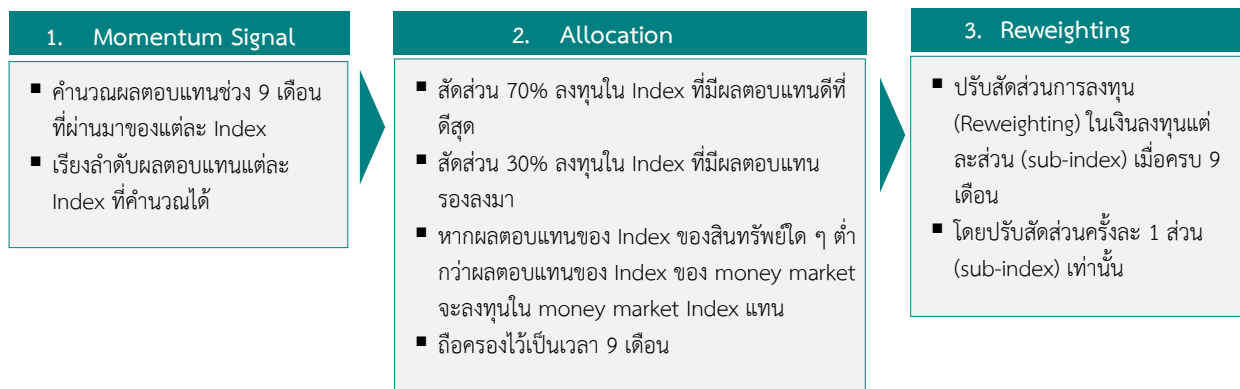 1. Momentum Signal
■ คำนวณผลตอบแทนช่วง 9 เดือน
ที่ผ่านมาของแต่ละ Index
■ เรียงลำดับผลตอบแทนแต่ละ
Index ที่คำนวณได้
2. Allocation
■ สัดส่วน 70% ลงทุนใน Index ที่มีผลตอบแทนดีที่
ดีสุด
■ สัดส่วน 30% ลงทุนใน Index ที่มีผลตอบแทน
รองลงมา
■ หากผลตอบแทนของ Index ของสินทรัพย์ใด ๆ ต่ำ
กว่าผลตอบแทนของ Index ของ money market
จะลงทุนใน money market Index แทน
■ ถือครองไว้เป็นเวลา 9 เดือน
3. Reweighting
■ ปรับสัดส่วนการลงทุน
(Reweighting) ในเงินลงทุนแต่
ละส่วน (sub-index) เมื่อครบ 9
เดือน
■ โดยปรับสัดส่วนครั้งละ 1 ส่วน
(sub-index) เท่านั้น